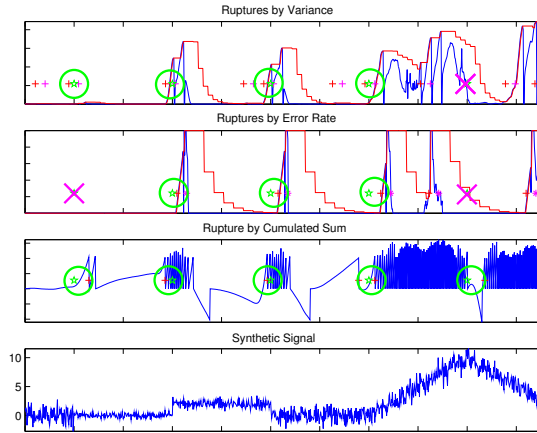 Ruptures by Variance
Ruptures by Error Rate
Rupture by Cumulated Sum
Synthetic Signal
10
5
0